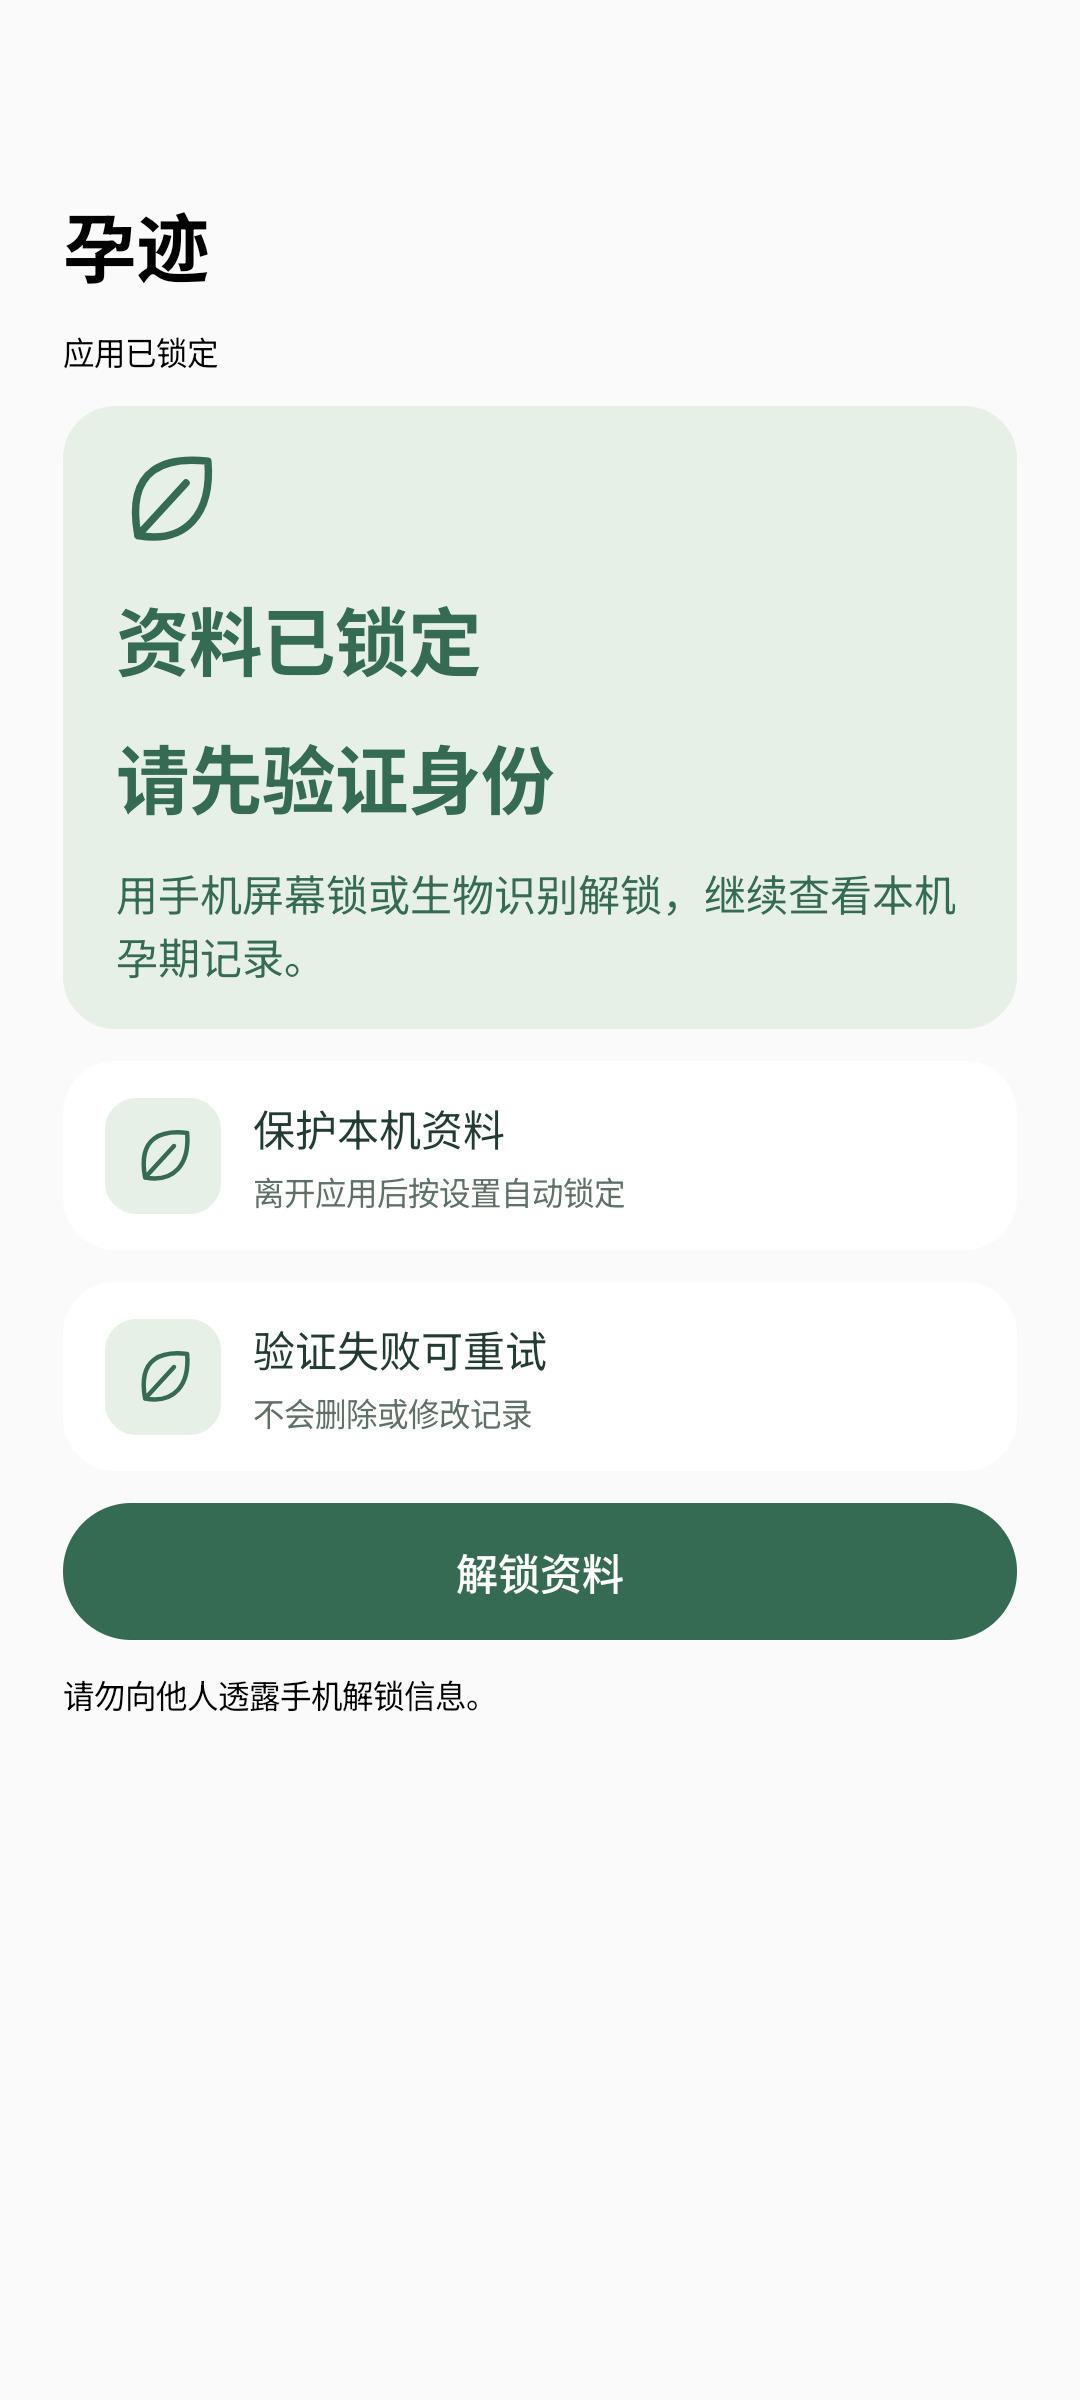 孕迹
应用已锁定
资料已锁定
请先验证身份
用手机屏幕锁或生物识别解锁，继续查看本机
孕期记录。
保护本机资料
离开应用后按设置自动锁定
验证失败可重试
不会删除或修改记录
解锁资料
请勿向他人透露手机解锁信息。